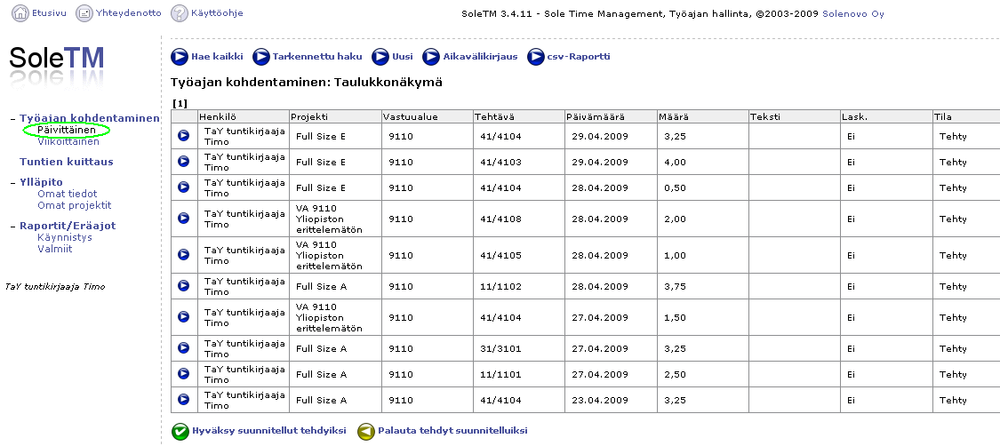 Etusivu Yhteydenotto Käyttöohje SoleTM 3.4.11 - Sole Time Management, Työajan hallinta, ©2003-2009 Solenovo Oy
SoleTM
Hae kaikki Tarkennettu haku Uusi Aikavälikirjaus csv-Raportti
Työajan kohdentaminen: Taulukkonäkymä
[1]
– Työajan kohdentaminen
Päivittäinen
Viikoittainen
Tuntien kuittaus
– Ylläpito
Omat tiedot
Omat projektit
– Raportit/Eräajot
Käynnistys
Valmiit
TaY tuntikirjaaja Timo
Henkilö Projekti Vastuualue Tehtävä Päivämäärä Määrä Teksti Lask. Tila
TaY tuntikirjaaja
Timo Full Size E 9110 41/4104 29.04.2009 3,25 Ei Tehty
TaY tuntikirjaaja
Timo Full Size E 9110 41/4103 29.04.2009 4,00 Ei Tehty
TaY tuntikirjaaja
Timo Full Size E 9110 41/4104 28.04.2009 0,50 Ei Tehty
TaY tuntikirjaaja
Timo VA 9110
Yliopiston
erittelemätön 9110 41/4108 28.04.2009 2,00 Ei Tehty
TaY tuntikirjaaja
Timo VA 9110
Yliopiston
erittelemätön 9110 41/4105 28.04.2009 1,00 Ei Tehty
TaY tuntikirjaaja
Timo Full Size A 9110 11/1102 28.04.2009 3,75 Ei Tehty
TaY tuntikirjaaja
Timo VA 9110
Yliopiston
erittelemätön 9110 41/4104 27.04.2009 1,50 Ei Tehty
TaY tuntikirjaaja
Timo Full Size A 9110 31/3101 27.04.2009 3,25 Ei Tehty
TaY tuntikirjaaja
Timo Full Size A 9110 11/1101 27.04.2009 2,50 Ei Tehty
TaY tuntikirjaaja
Timo Full Size A 9110 41/4104 23.04.2009 3,25 Ei Tehty
Hyväksy suunnitellut tehdyiksi Palauta tehdyt suunnitelluiksi